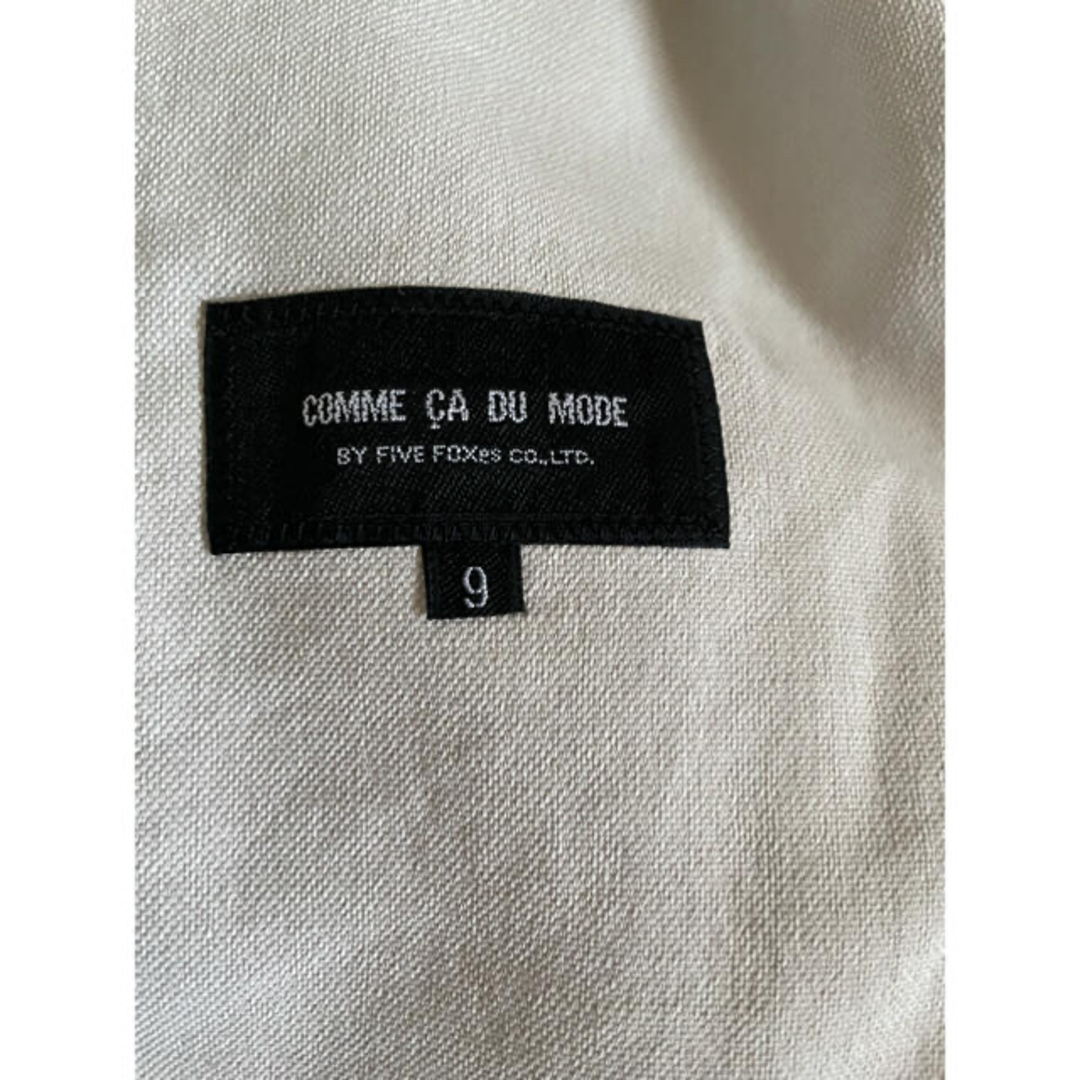 COMME ÇA DU MODE
BY FIVE FOXes CO.,LTD.
9